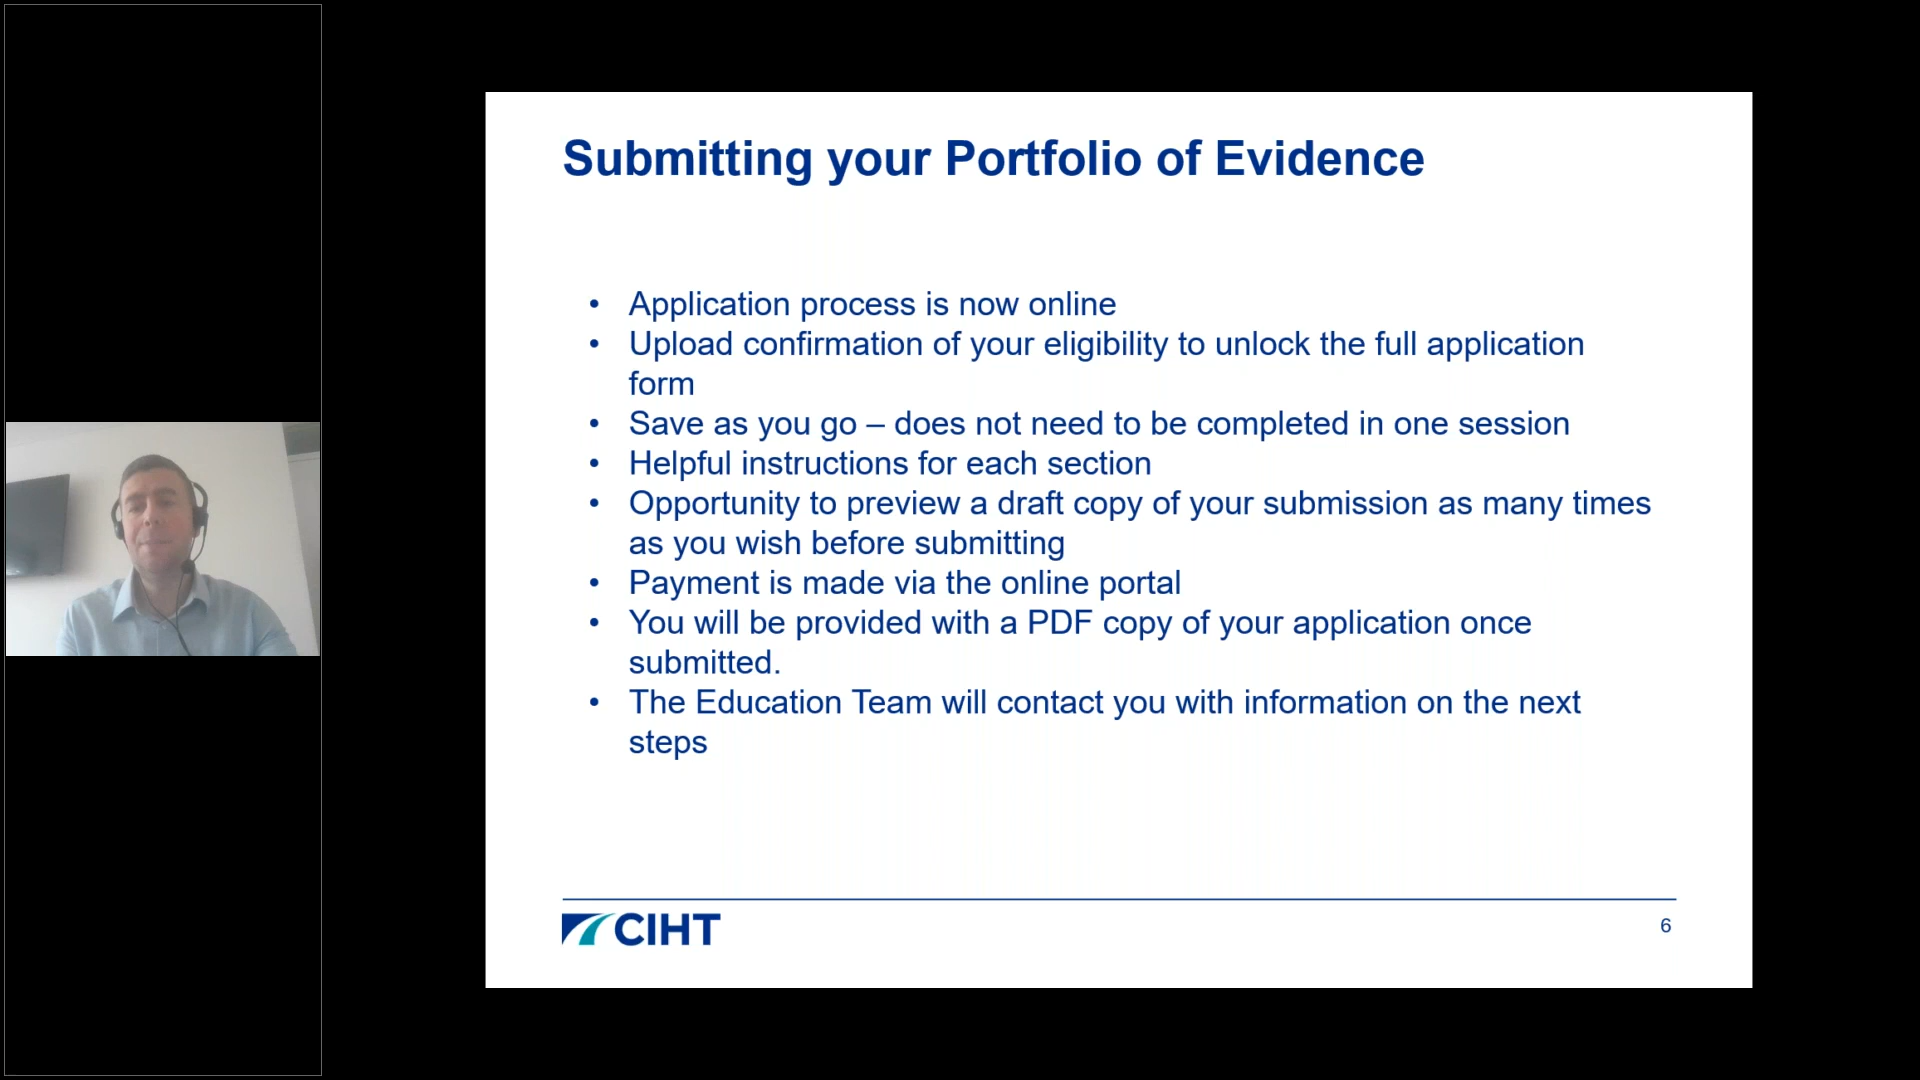 Submitting your Portfolio of Evidence
• Application process is now online
• Upload confirmation of your eligibility to unlock the full application
form
• Save as you go – does not need to be completed in one session
• Helpful instructions for each section
• Opportunity to preview a draft copy of your submission as many times
as you wish before submitting
• Payment is made via the online portal
• You will be provided with a PDF copy of your application once
submitted.
• The Education Team will contact you with information on the next
steps
CIHT
6